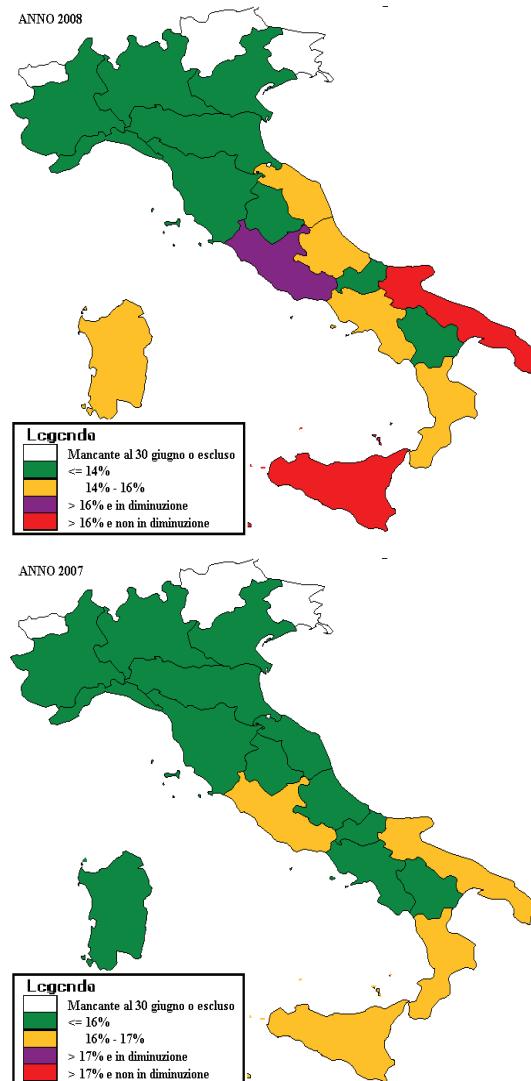 ANNO 2008
Legenda
Mancante al 30 giugno o escluso
<= 14%
14% - 16%
> 16% e in diminuzione
> 16% e non in diminuzione
ANNO 2007
Legenda
Mancante al 30 giugno o escluso
<= 16%
16% - 17%
> 17% e in diminuzione
> 17% e non in diminuzione